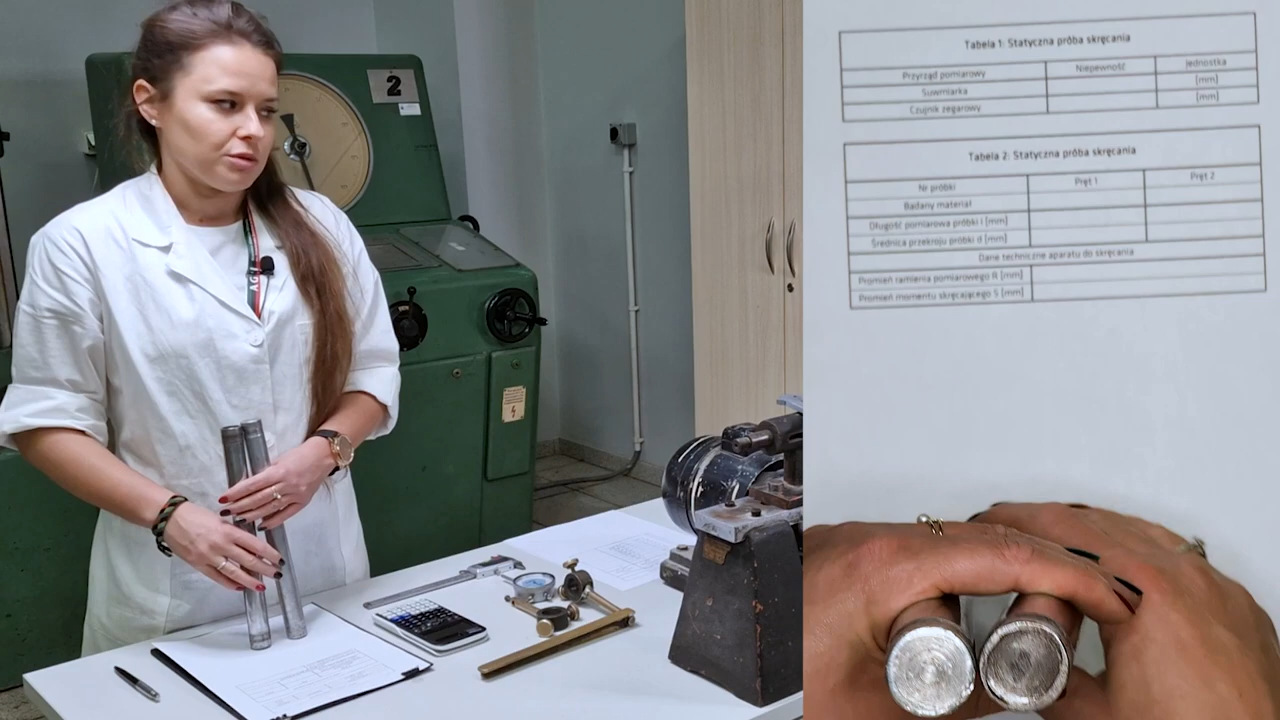 2
AG
Tabela 1: Statyczna próba skręcania
Przyrząd pomiarowy Niepewność Jednostka
Suwmiarka [mm]
Czujnik zegarowy [mm]
Tabela 2: Statyczna próba skręcania
Nr próbki Pręt 1 Pręt 2
Badany materiał
Długość pomiarowa próbki l [mm]
Średnica przekroju próbki d [mm]
Dane techniczne aparatu do skręcania
Promień ramienia pomiarowego R [mm]
Promień momentu skręcającego S [mm]